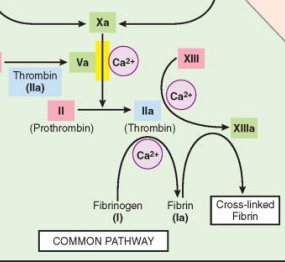 Xa
Va
Ca2+
XIII
Thrombin
(IIa)
Ca2+
II
IIa
(Prothrombin)
(Thrombin)
XIIIa
Ca2+
Fibrinogen
(I)
Fibrin
(Ia)
Cross-linked
Fibrin
COMMON PATHWAY